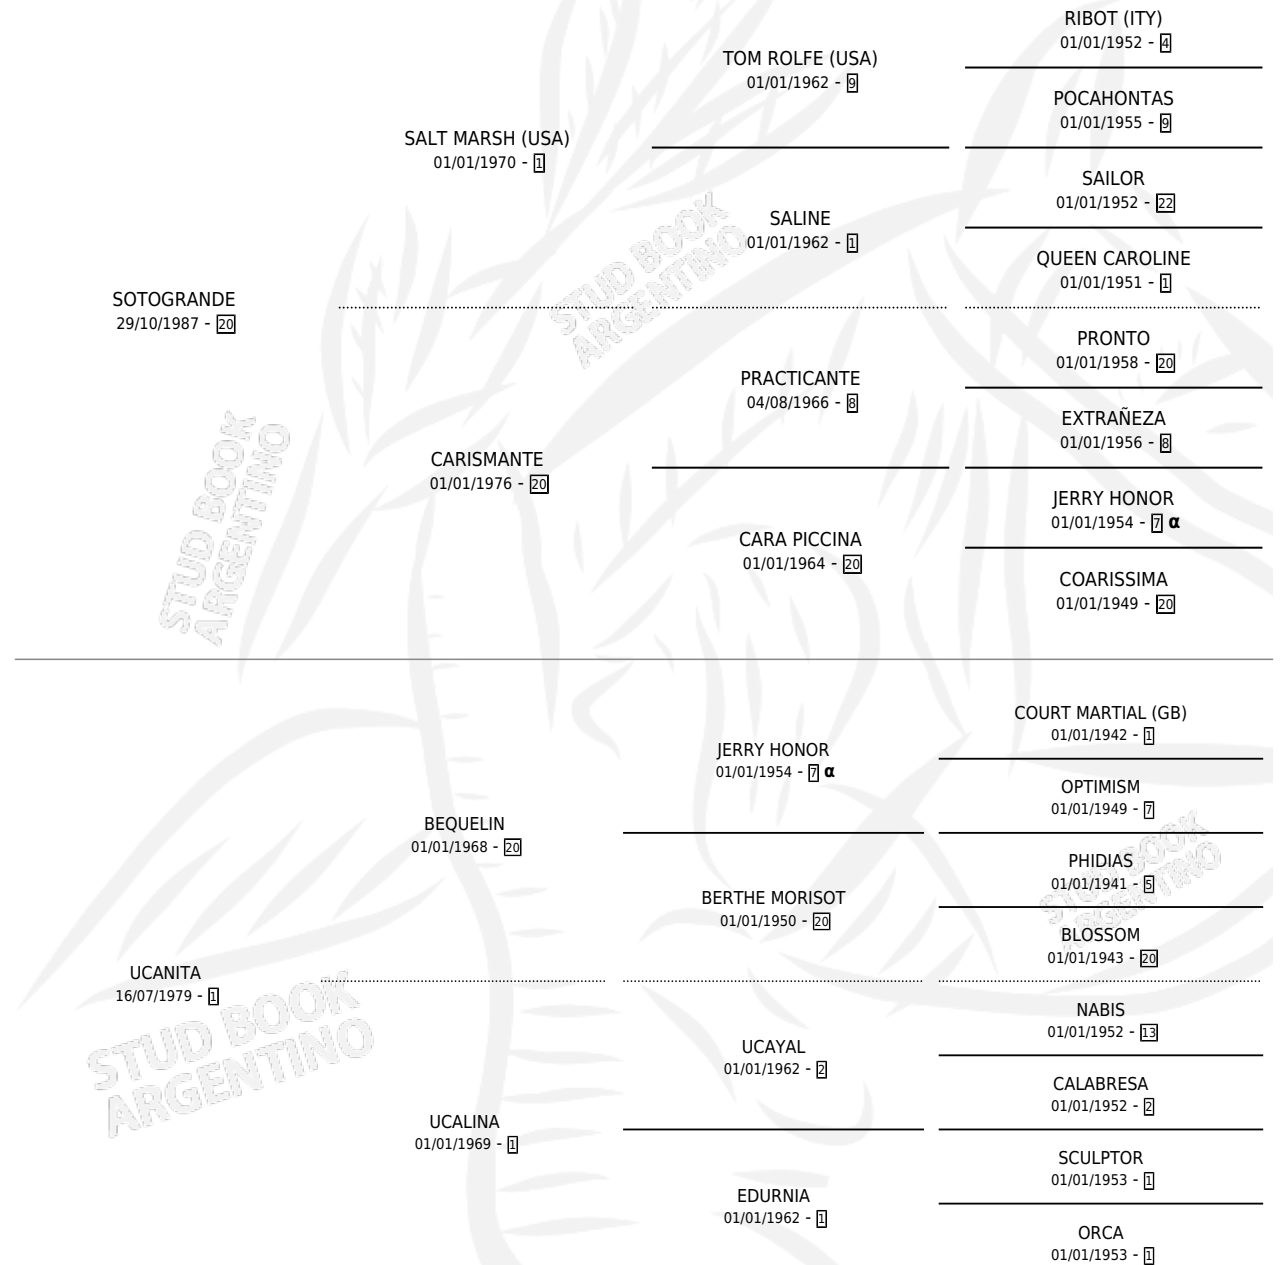 RIBOT (ITY)
01/01/1952 - 4
TOM ROLFE (USA)
01/01/1962 - 9
POCAHONTAS
01/01/1955 - 9
SALT MARSH (USA)
01/01/1970 - 1
SAILOR
01/01/1952 - 22
SALINE
01/01/1962 - 1
QUEEN CAROLINE
01/01/1951 - 1
SOTOGRANDE
29/10/1987 - 20
PRONTO
01/01/1958 - 20
PRACTICANTE
04/08/1966 - 8
EXTRAÑEZA
01/01/1956 - 8
CARISMANTE
01/01/1976 - 20
JERRY HONOR
01/01/1954 - 7 α
CARA PICCINA
01/01/1964 - 20
COARISSIMA
01/01/1949 - 20
COURT MARTIAL (GB)
01/01/1942 - 1
JERRY HONOR
01/01/1954 - 7 α
OPTIMISM
01/01/1949 - 7
BEQUELIN
01/01/1968 - 20
PHIDIAS
01/01/1941 - 5
BERTHE MORISOT
01/01/1950 - 20
BLOSSOM
01/01/1943 - 20
UCANITA
16/07/1979 - 1
NABIS
01/01/1952 - 13
UCAYAL
01/01/1962 - 2
CALABRESA
01/01/1952 - 2
UCALINA
01/01/1969 - 1
SCULPTOR
01/01/1953 - 1
EDURNIA
01/01/1962 - 1
ORCA
01/01/1953 - 1
STUD BOOK
ARGENTINO
STUD BOOK
ARGENTINO
STUD BOOK
ARGENTINO
STUD BOOK
ARGENTINO